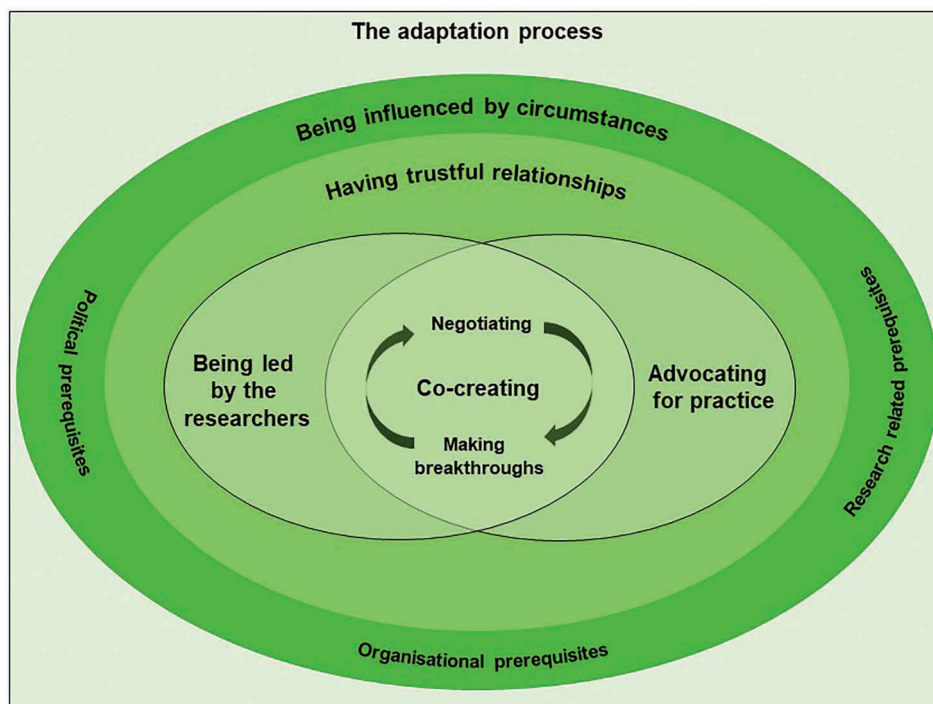 The adaptation process
Being influenced by circumstances
Having trustful relationships
Political prerequisites
Research related prerequisites
Negotiating
Being led
by the
researchers
Co-creating
Advocating
for practice
Making
breakthroughs
Organisational prerequisites